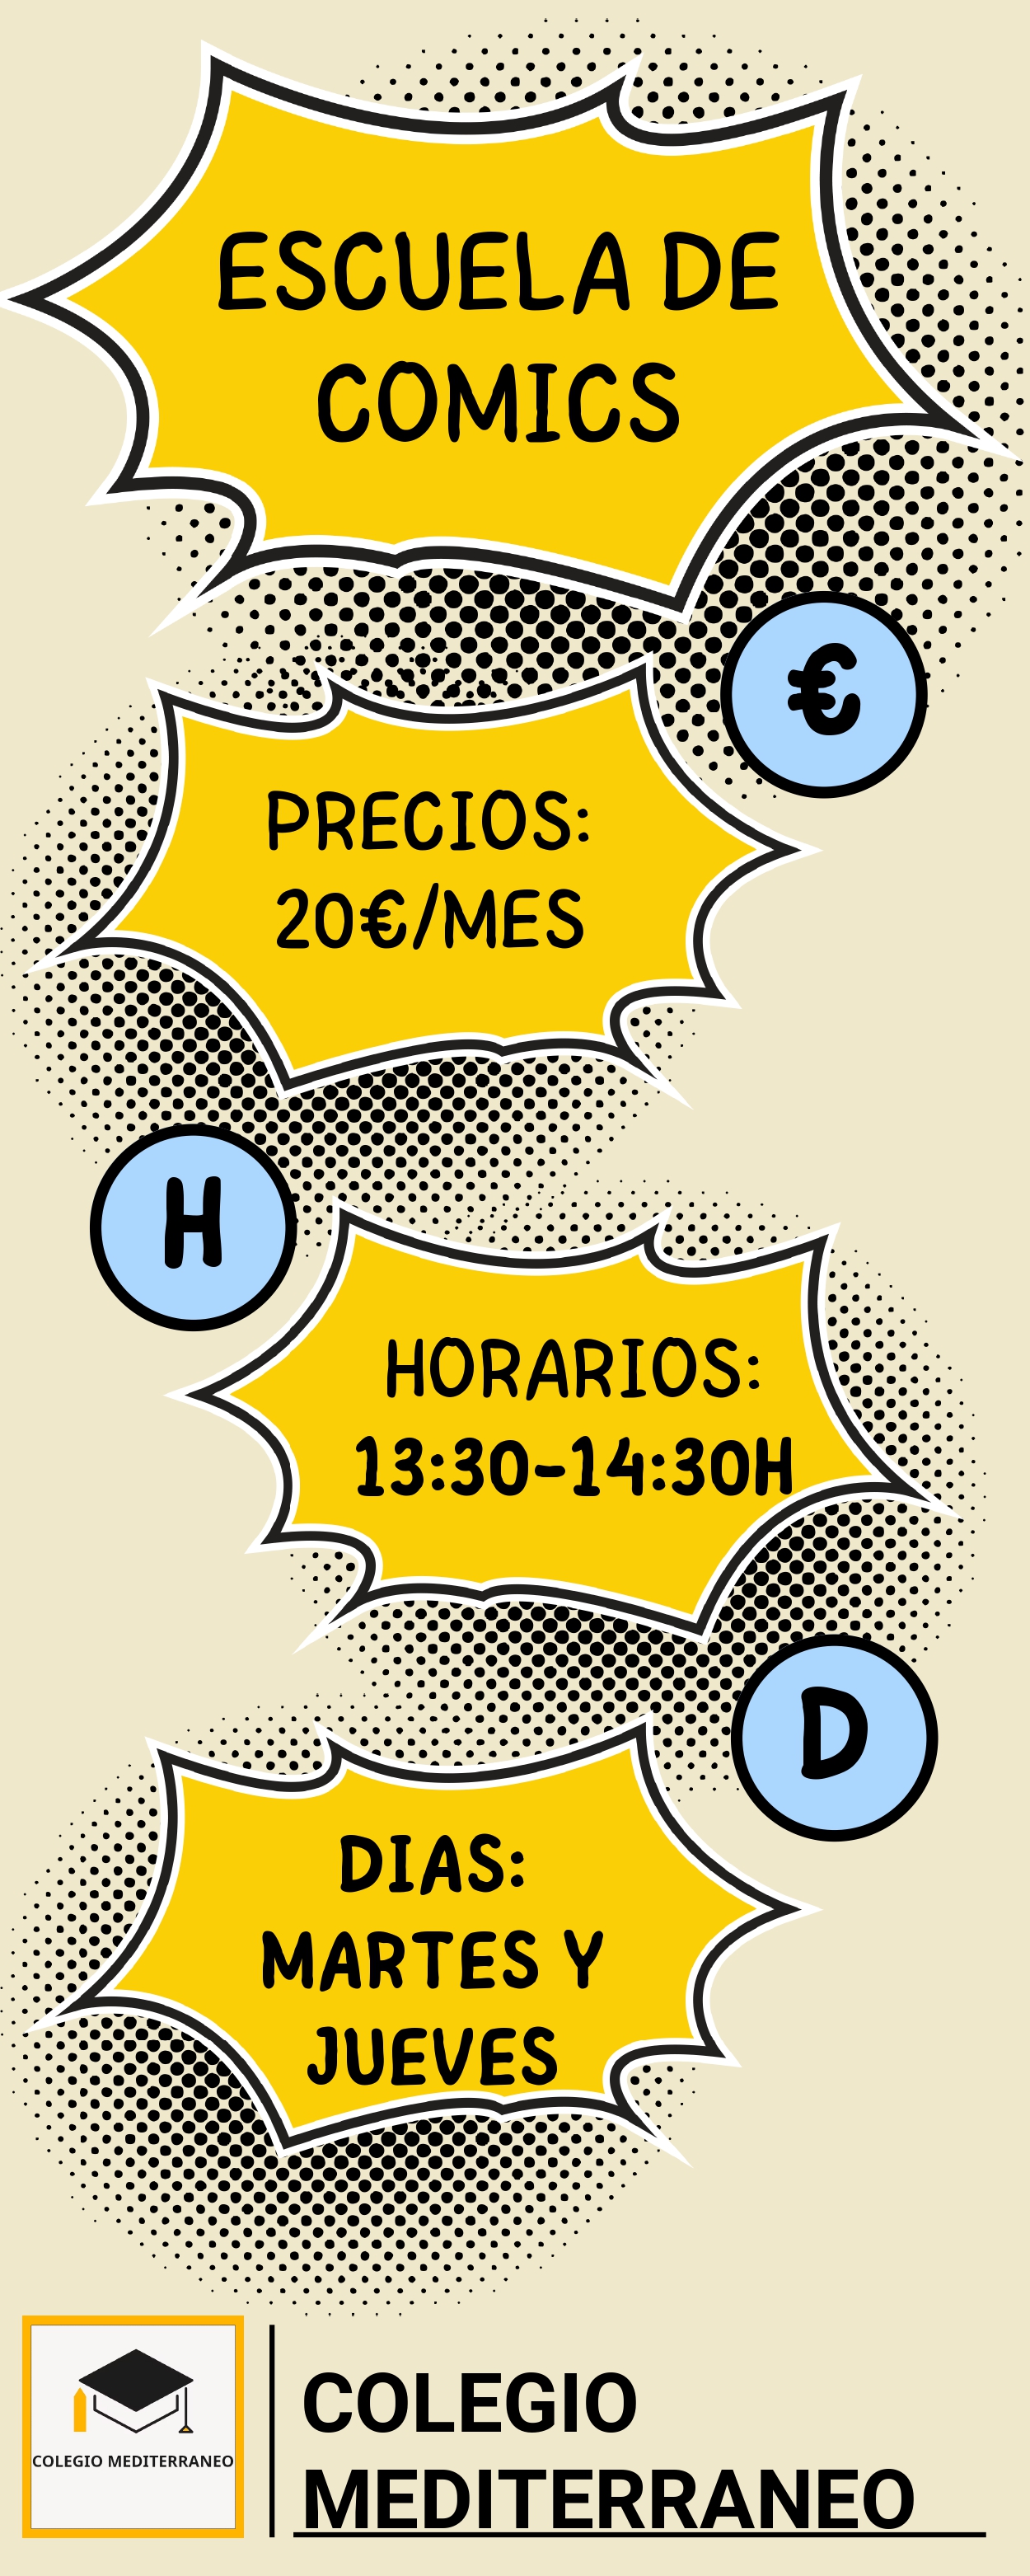 ESCUELA DE
COMICS
€
PRECIOS:
20€/MES
H
HORARIOS:
13:30-14:30H
D
DIAS:
MARTES Y
JUEVES
COLEGIO MEDITERRANEO
COLEGIO
MEDITERRANEO